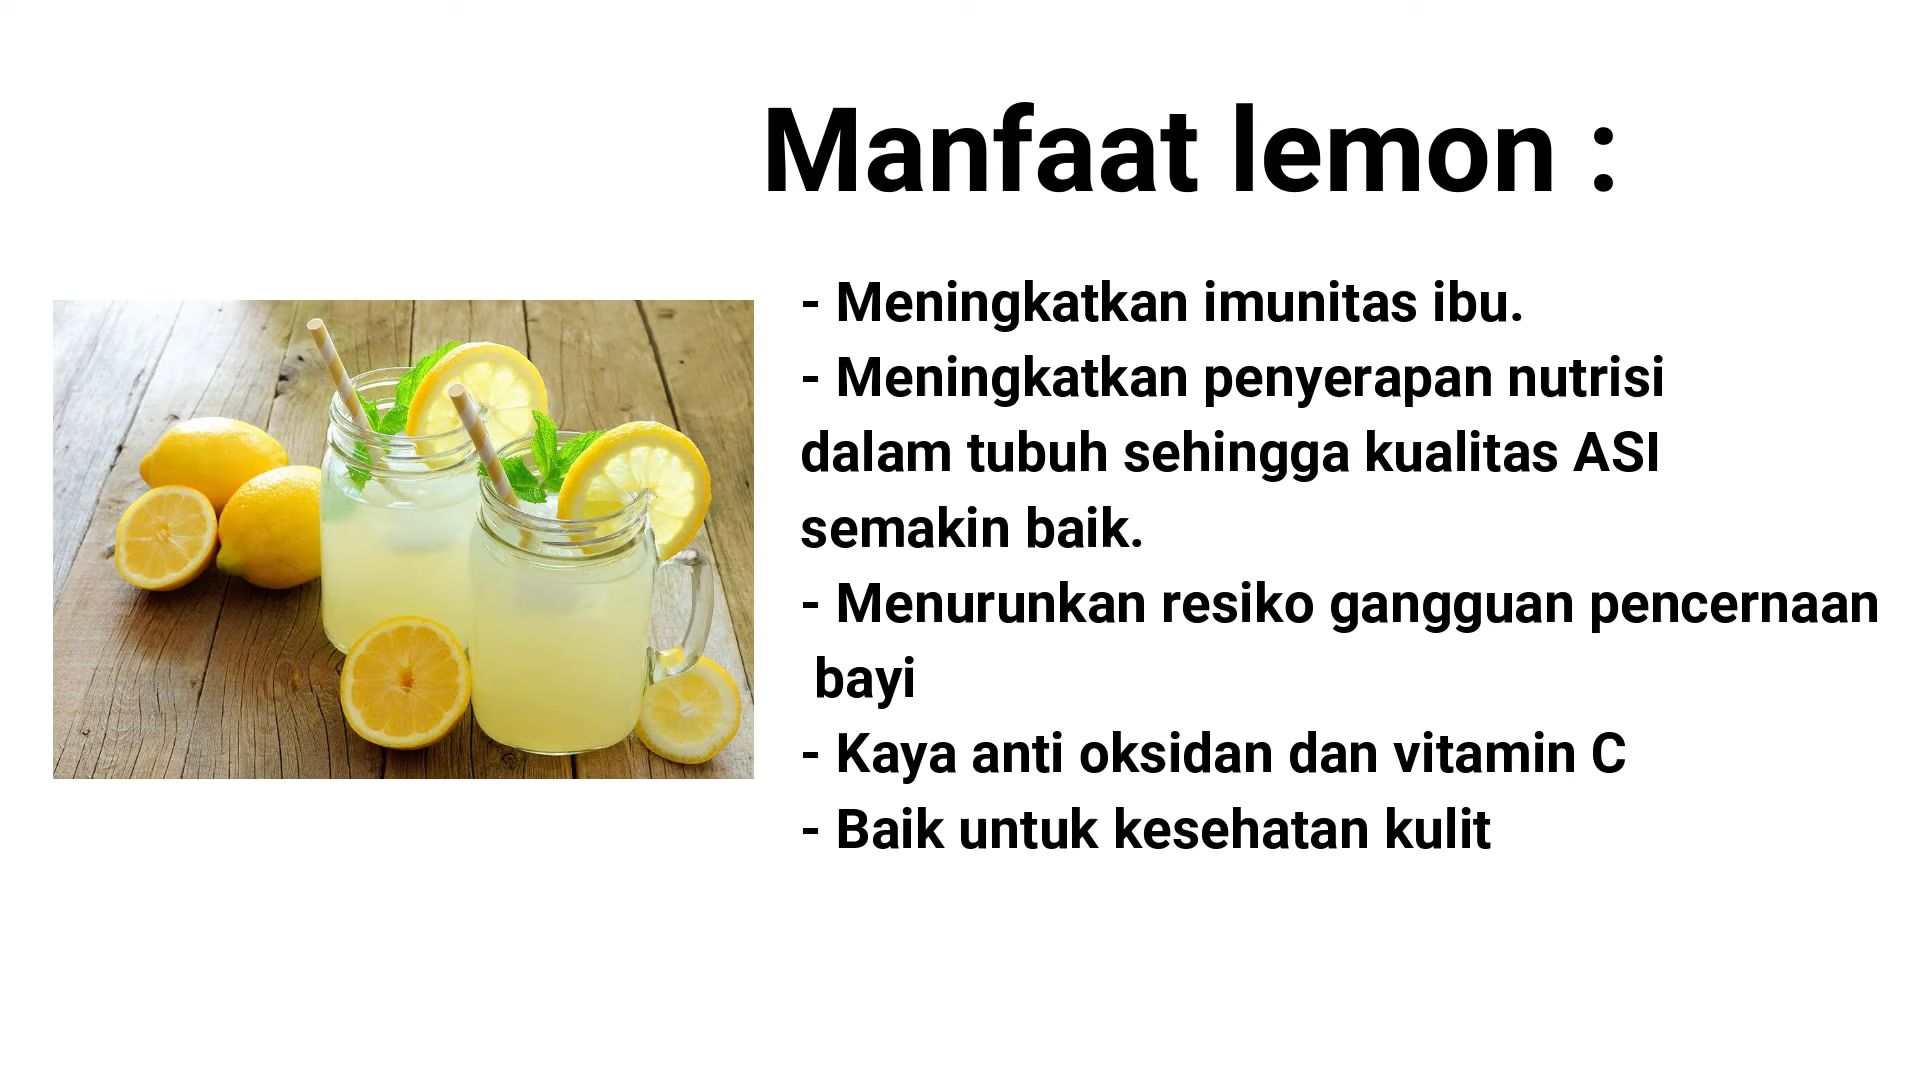 Manfaat lemon :
- Meningkatkan imunitas ibu.
- Meningkatkan penyerapan nutrisi
dalam tubuh sehingga kualitas ASI
semakin baik.
- Menurunkan resiko gangguan pencernaan
bayi
- Kaya anti oksidan dan vitamin C
- Baik untuk kesehatan kulit